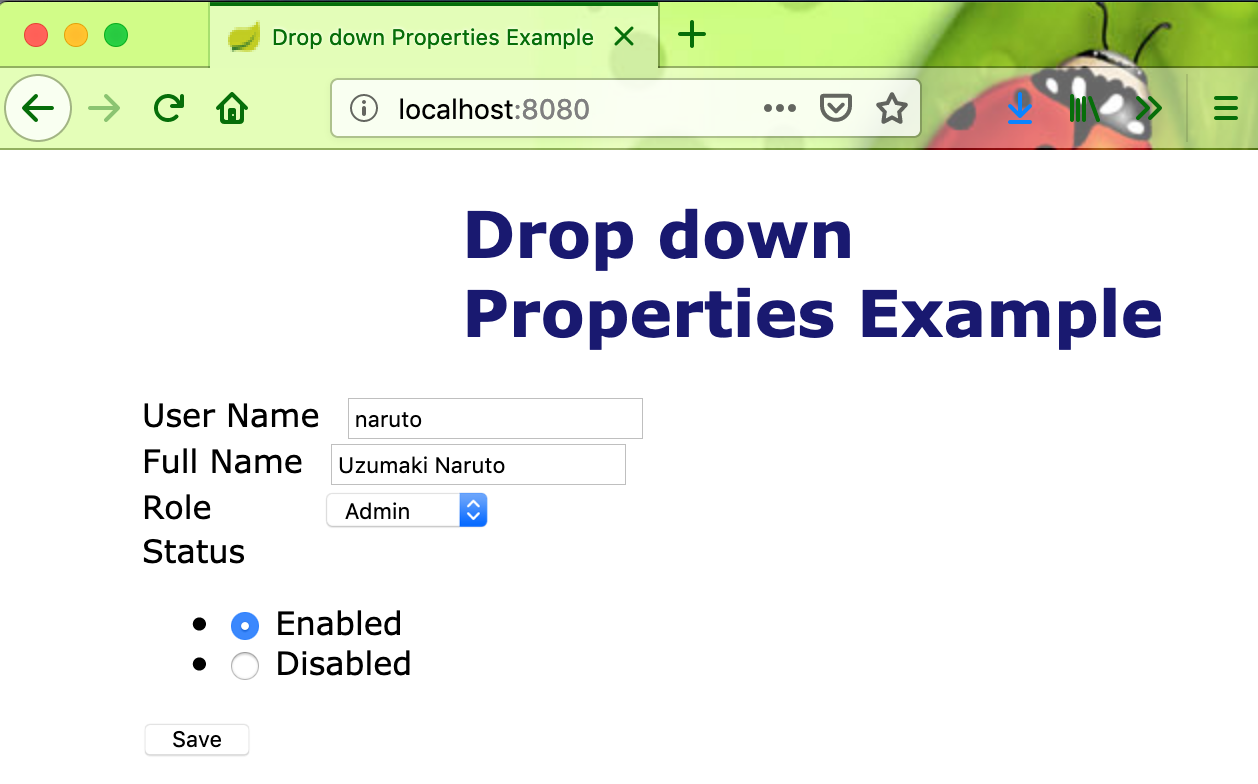 Drop down Properties Example
localhost:8080
Drop down
Properties Example
User Name naruto
Full Name Uzumaki Naruto
Role Admin
Status
Enabled
Disabled
Save